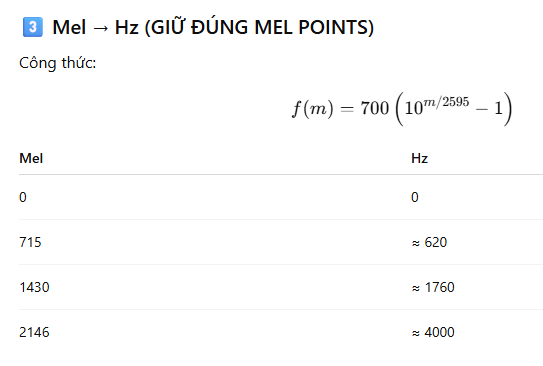 3 Mel → Hz (GIỮ ĐÚNG MEL POINTS)
Công thức:
f(m) = 700 (10^{m/2595} − 1)
Mel Hz
0 0
715 ≈ 620
1430 ≈ 1760
2146 ≈ 4000